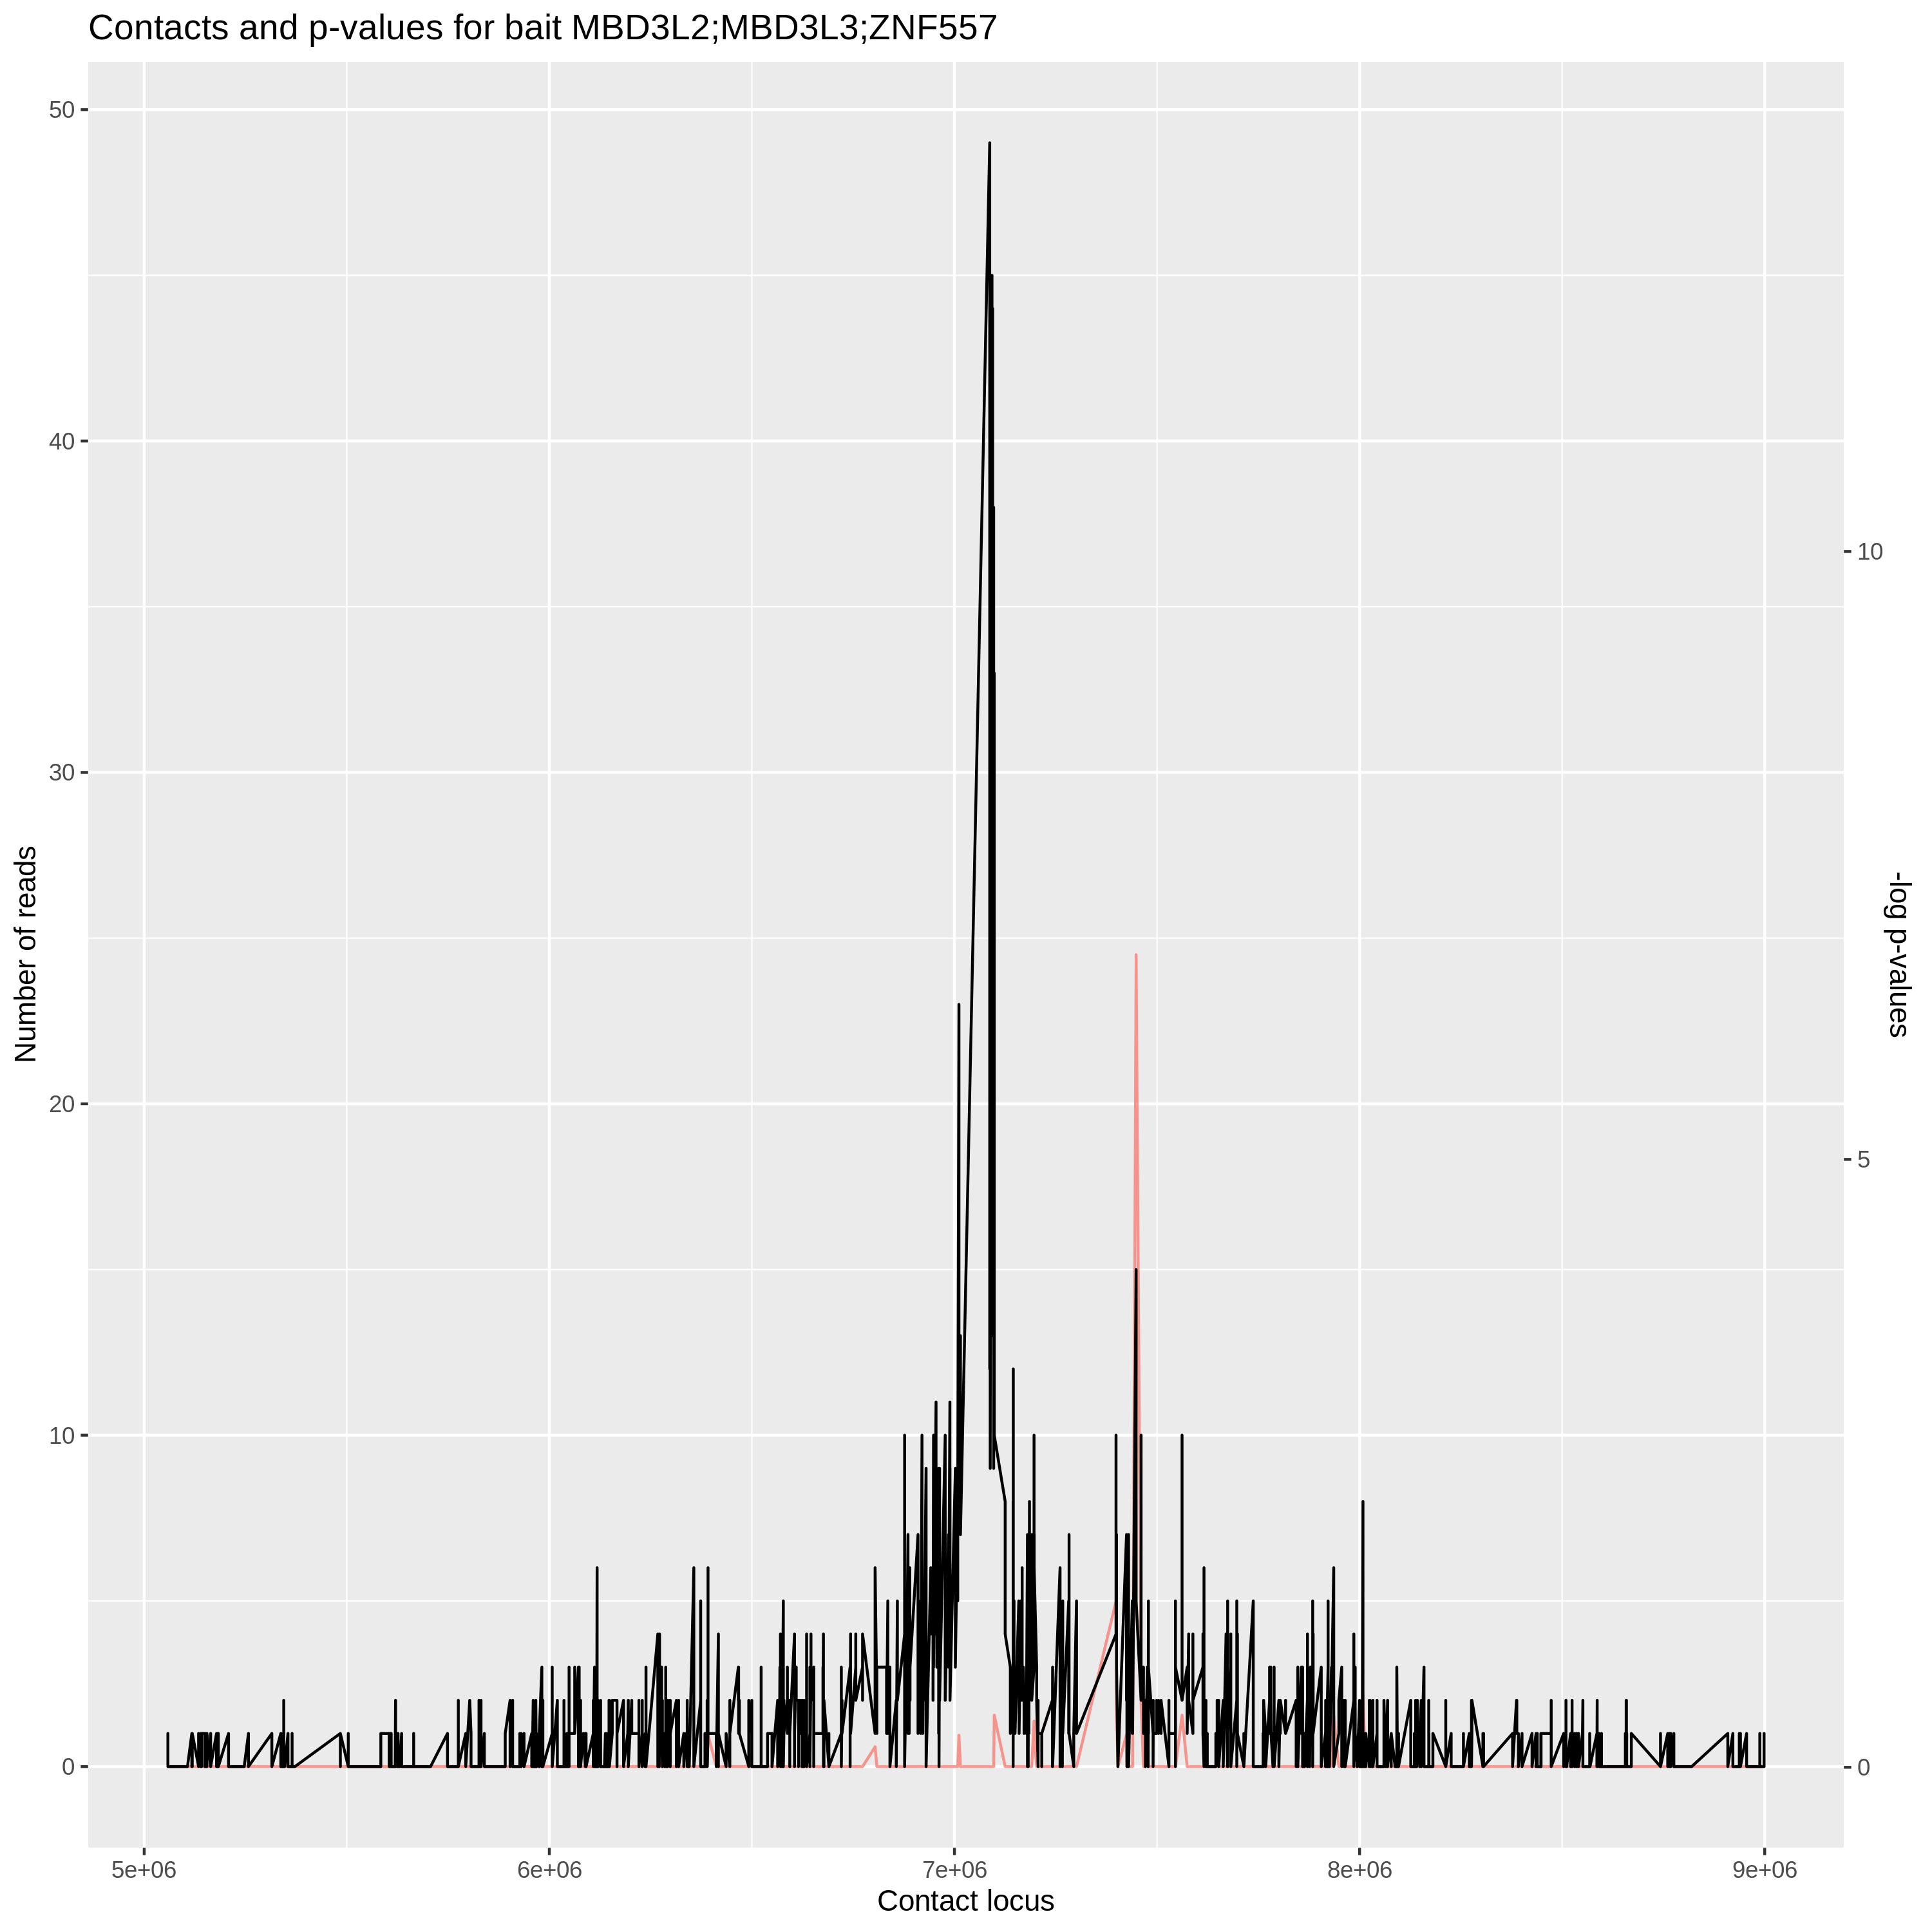 Contacts and p-values for bait MBD3L2;MBD3L3;ZNF557
50
40
30
20
10
0
Number of reads
10
5
0
-log p-values
5e+06
6e+06
7e+06
8e+06
9e+06
Contact locus